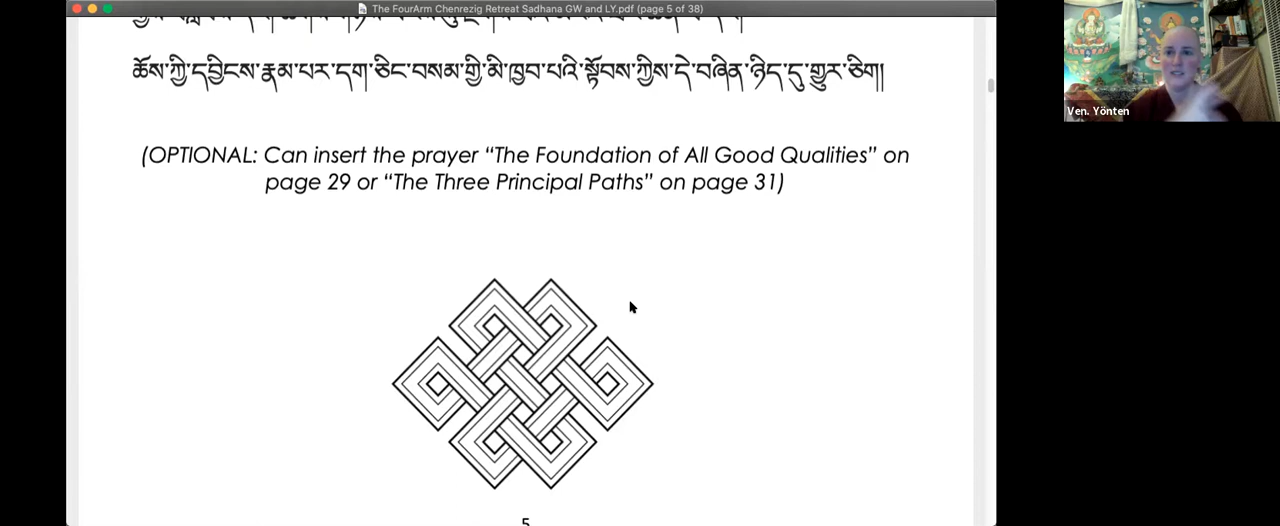 The FourArm Chenrezig Retreat Sadhana GW and LY.pdf (page 5 of 38)
ཆོས་ཀྱི་དབྱིངས་རྣམ་པར་དག་ཅིང་བསམ་གྱི་མི་ཁྱབ་པའི་སྟོབས་ཀྱིས་དེ་བཞིན་ཉིད་དུ་གྱུར་ཅིག།
(OPTIONAL: Can insert the prayer “The Foundation of All Good Qualities” on
page 29 or “The Three Principal Paths” on page 31)
5
Ven. Yönten